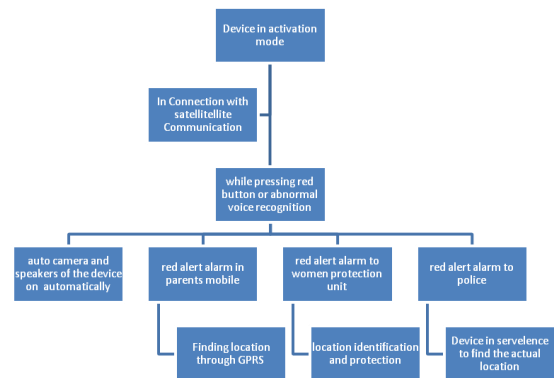 Device in activation
mode
In Connection with
satellitellite
Communication
while pressing red
button or abnormal
voice recognition
auto camera and
speakers of the device
on automatically
red alert alarm in
parents mobile
red alert alarm to
women protection
unit
red alert alarm to
police
Finding location
through GPRS
location identification
and protection
Device in servelence
to find the actual
location